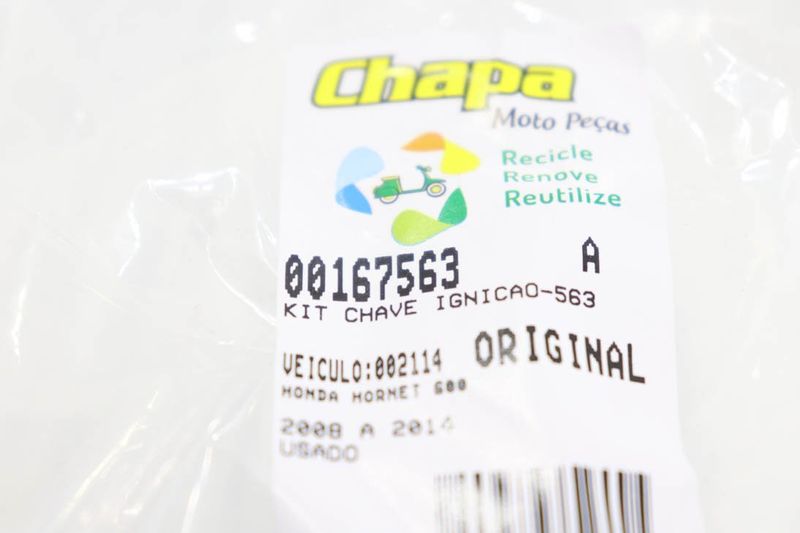 Chapa
Moto Peças
Recicle
Renove
Reutilize
00167563 A
KIT CHAVE IGNICAO-563
VEICULO:002114 ORIGINAL
HONDA HORNET 600
2008 A 2014
USADO